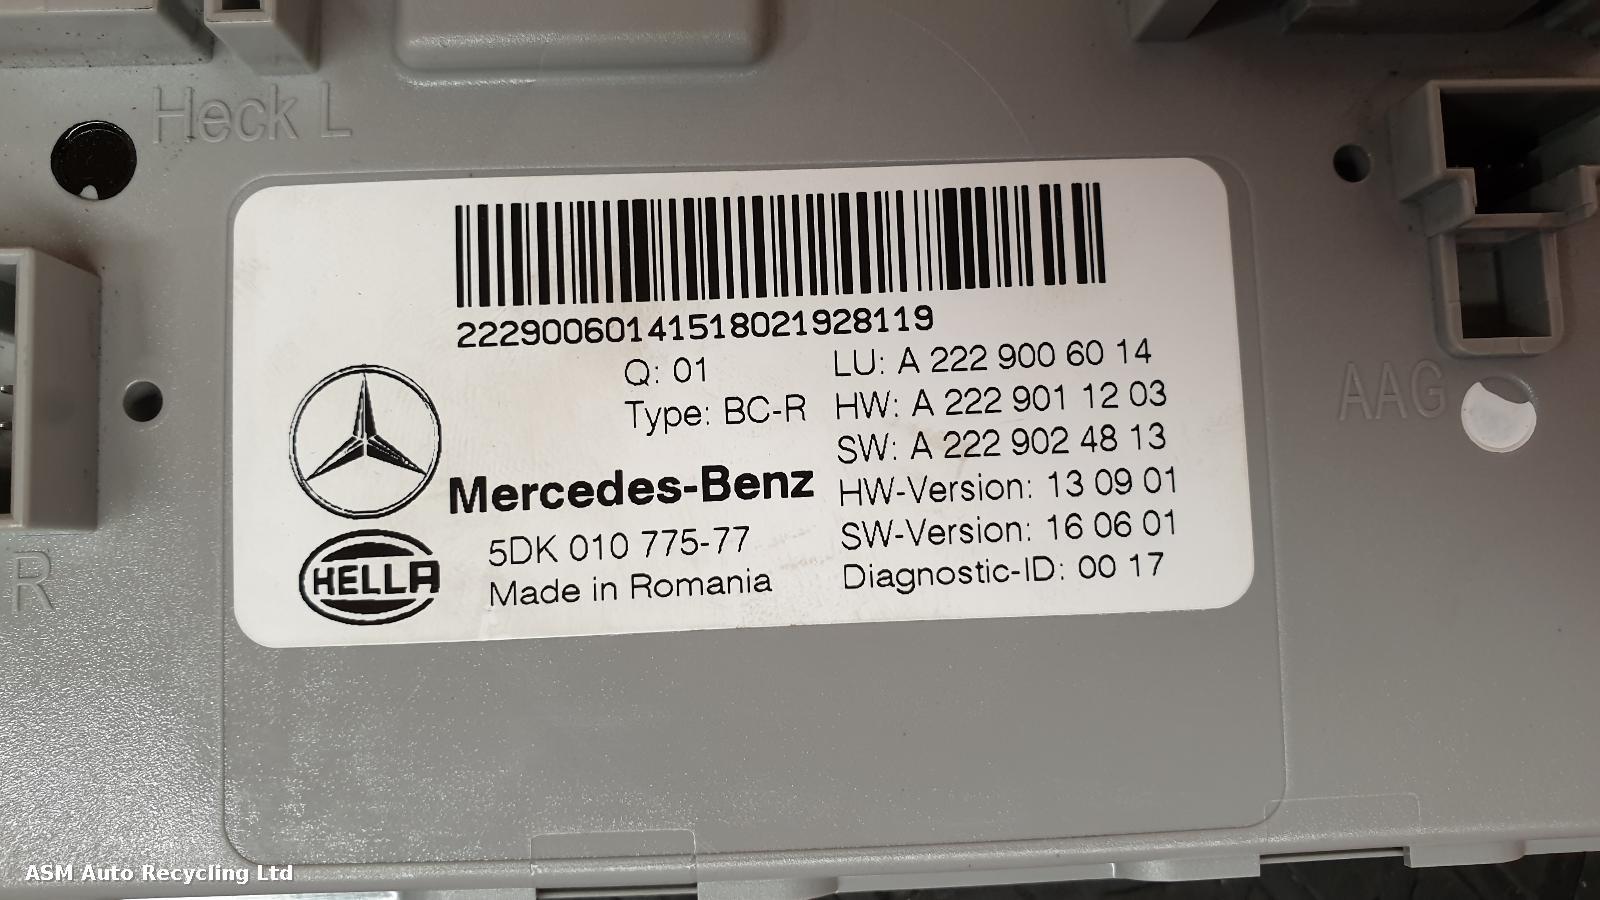 Heck L
22290060141518021928119
Q: 01
Type: BC-R
LU: A 222 900 60 14
HW: A 222 901 12 03
SW: A 222 902 48 13
HW-Version: 13 09 01
SW-Version: 16 06 01
Diagnostic-ID: 00 17
Mercedes-Benz
HELLA
5DK 010 775-77
Made in Romania
AAG
R
ASM Auto Recycling Ltd